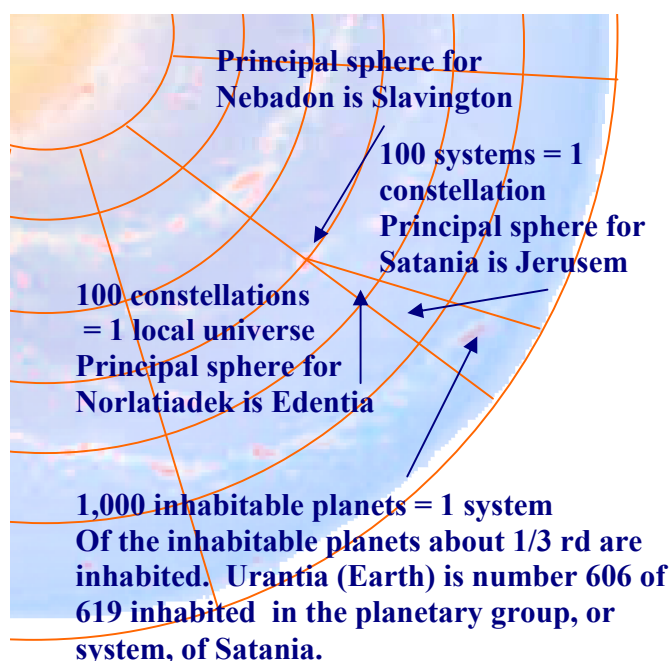 Principal sphere for
Nebadon is Slavington
100 systems = 1
constellation
Principal sphere for
Satania is Jerusem
100 constellations
= 1 local universe
Principal sphere for
Norlatiadek is Edentia
1,000 inhabitable planets = 1 system
Of the inhabitable planets about 1/3 rd are
inhabited. Urantia (Earth) is number 606 of
619 inhabited in the planetary group, or
system, of Satania.